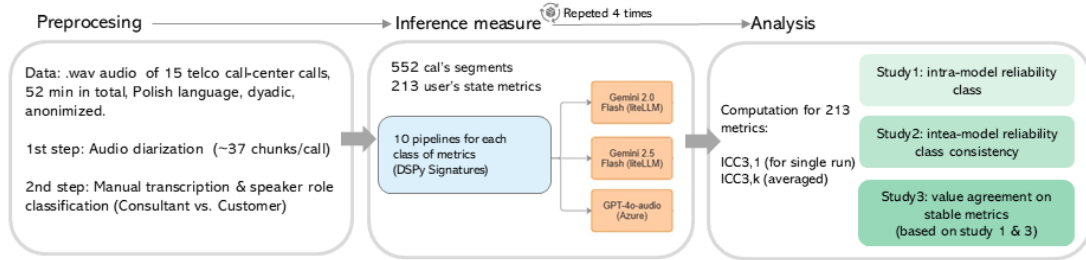 Preprocesing
Inference measure
Repeted 4 times
Analysis
Data: .wav audio of 15 telco call-center calls,
52 min in total, Polish language, dyadic,
anonimized.
1st step: Audio diarization (~37 chunks/call)
2nd step: Manual transcription & speaker role
classification (Consultant vs. Customer)
552 cal's segments
213 user's state metrics
10 pipelines for each
class of metrics
(DSPy Signatures)
Gemini 2.0
Flash (liteLLM)
Gemini 2.5
Flash (liteLLM)
GPT-4o-audio
(Azure)
Computation for 213
metrics:
ICC3,1 (for single run)
ICC3,k (averaged)
Study1: intra-model reliability
class
Study2: intea-model reliability
class consistency
Study3: value agreement on
stable metrics
(based on study 1 & 3)